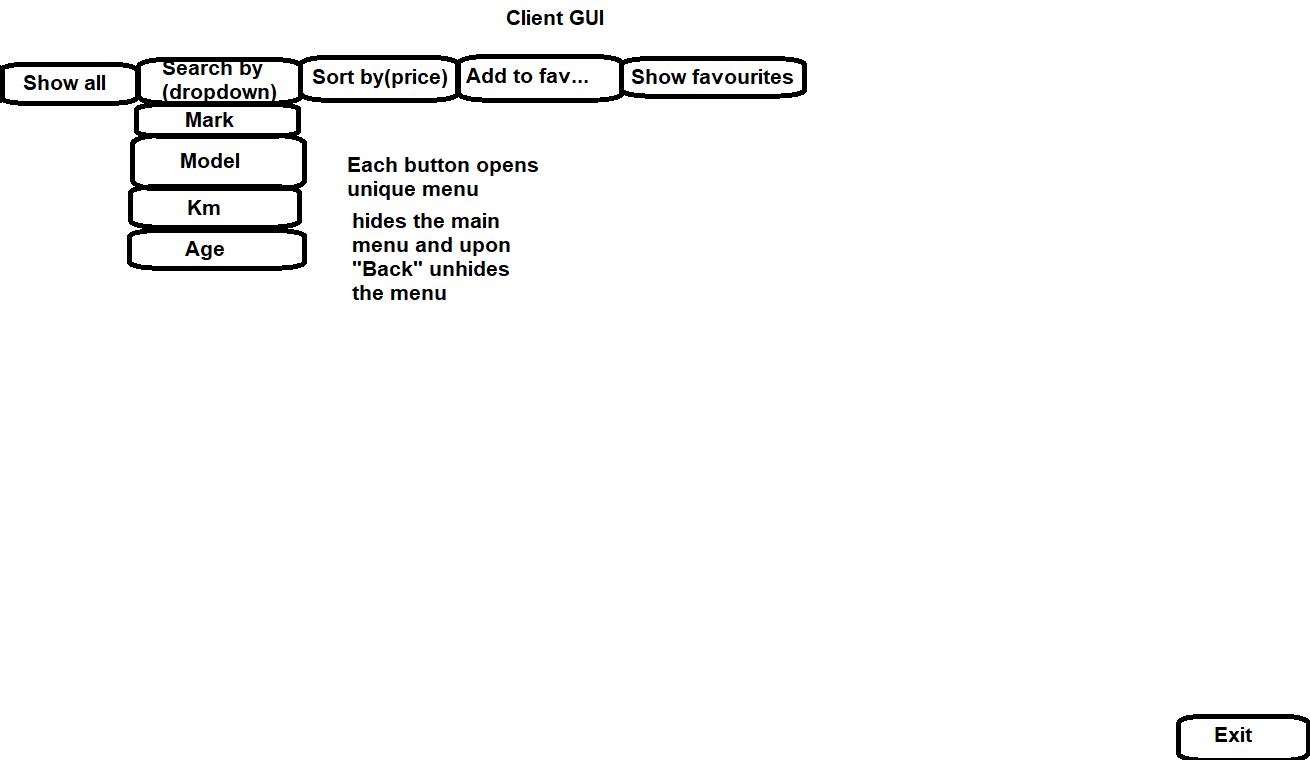 Client GUI
Show all
Search by
(dropdown)
Sort by(price)
Add to fav...
Show favourites
Mark
Model
Km
Age
Each button opens
unique menu
hides the main
menu and upon
"Back" unhides
the menu
Exit